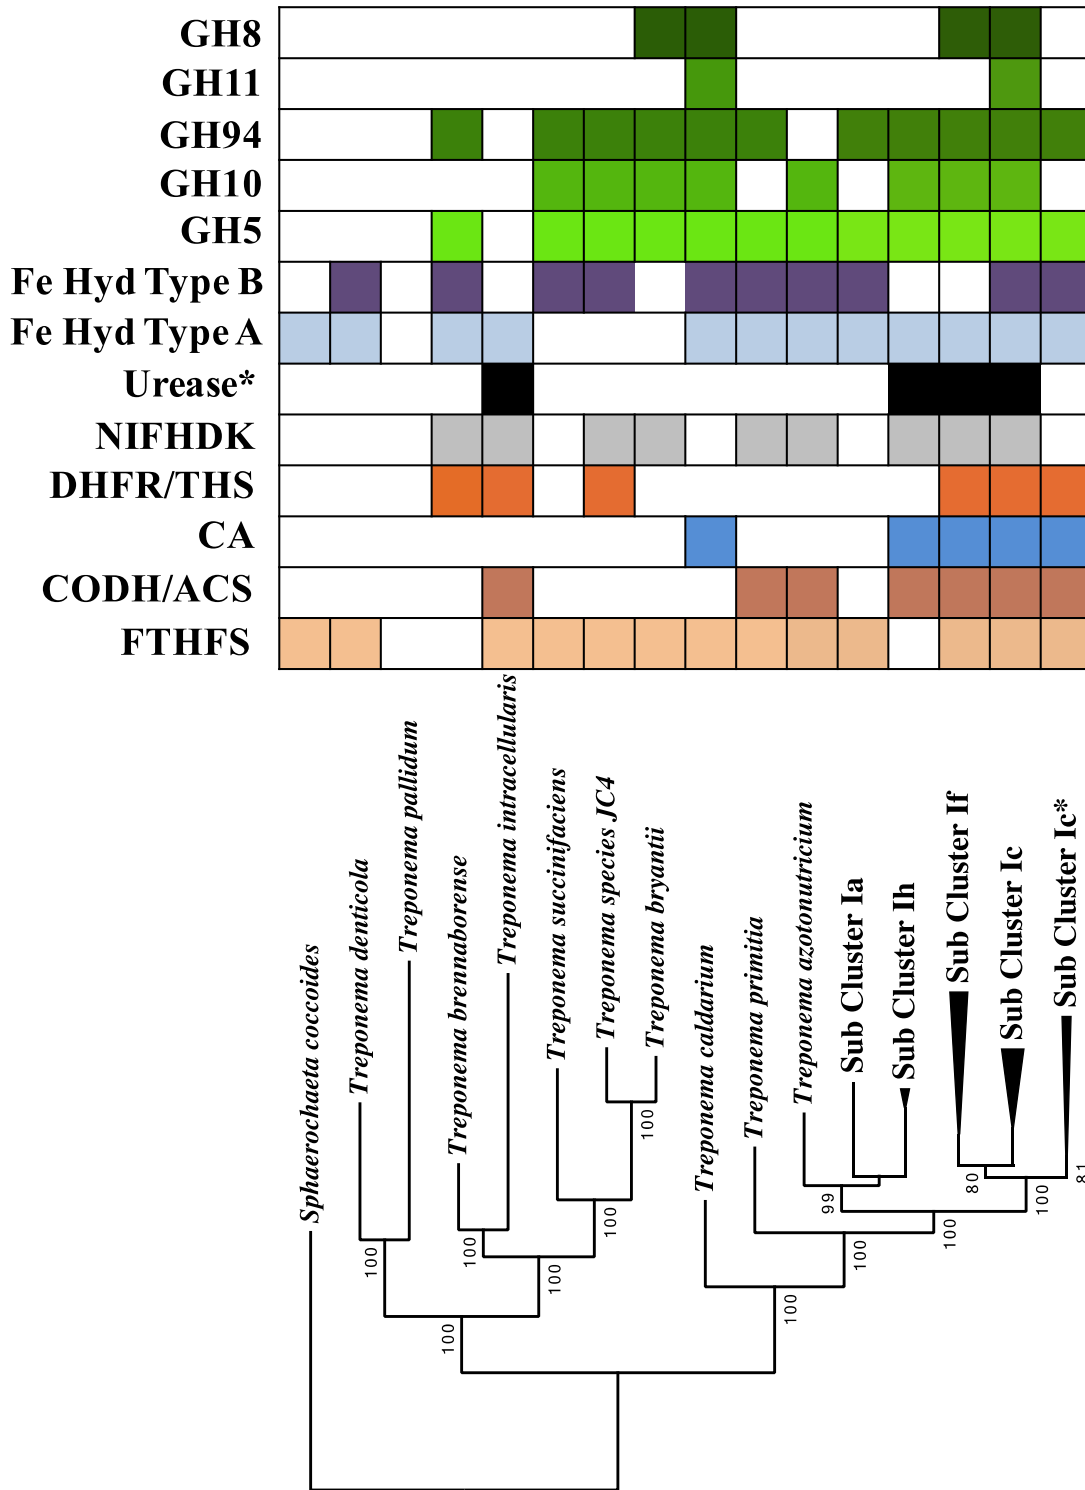 GH8
GH11
GH94
GH10
GH5
Fe Hyd Type B
Fe Hyd Type A
Urease*
NIFHDK
DHFR/THS
CA
CODH/ACS
FTHFS
Sphaerochaeta coccoides
Treponema denticola
Treponema pallidum
Treponema brennaborense
Treponema intracellularis
Treponema succinifaciens
Treponema species JC4
Treponema bryantii
Treponema caldarium
Treponema primitia
Treponema azotonutricium
Sub Cluster Ia
Sub Cluster Ih
Sub Cluster If
Sub Cluster Ic
Sub Cluster Ic*
100
100
100
100
100
100
100
100
99
100
80
100
81